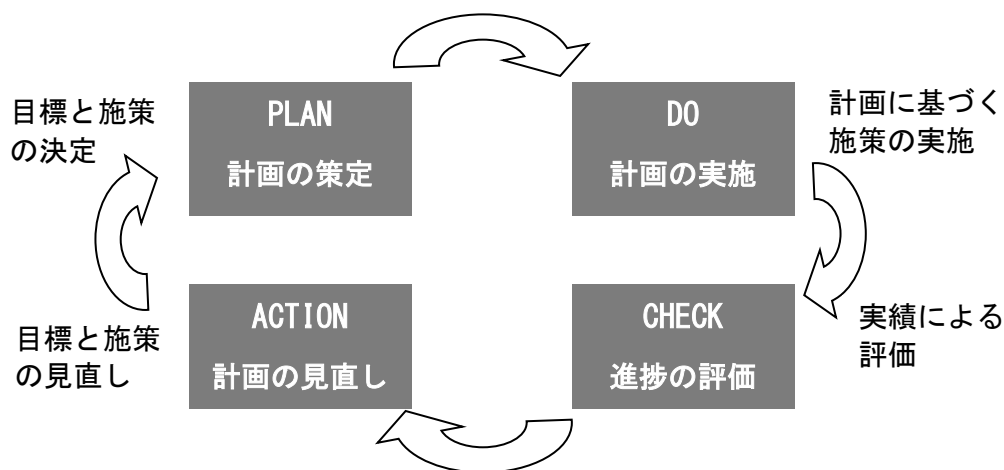 目標と施策
の決定
PLAN
計画の策定
DO
計画の実施
計画に基づく
施策の実施
ACTION
計画の見直し
CHECK
進捗の評価
目標と施策
の見直し
実績による
評価